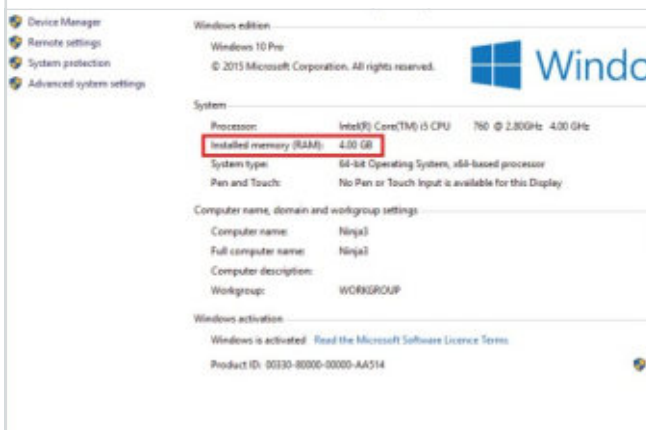 Device Manager
Remote settings
System protection
Advanced system settings
Windows edition
Windows 10 Pro
© 2015 Microsoft Corporation. All rights reserved.
Windo
System
Processor: Intel(R) Core(TM) i5 CPU 760 @ 2.80GHz 4.00 GHz
Installed memory (RAM): 4.00 GB
System type: 64-bit Operating System, x64-based processor
Pen and Touch: No Pen or Touch Input is available for this Display
Computer name, domain and workgroup settings
Computer name: Ninja3
Full computer name: Ninja3
Computer description:
Workgroup: WORKGROUP
Windows activation
Windows is activated Read the Microsoft Software Licence Terms
Product ID: 00330-80000-00000-AA514